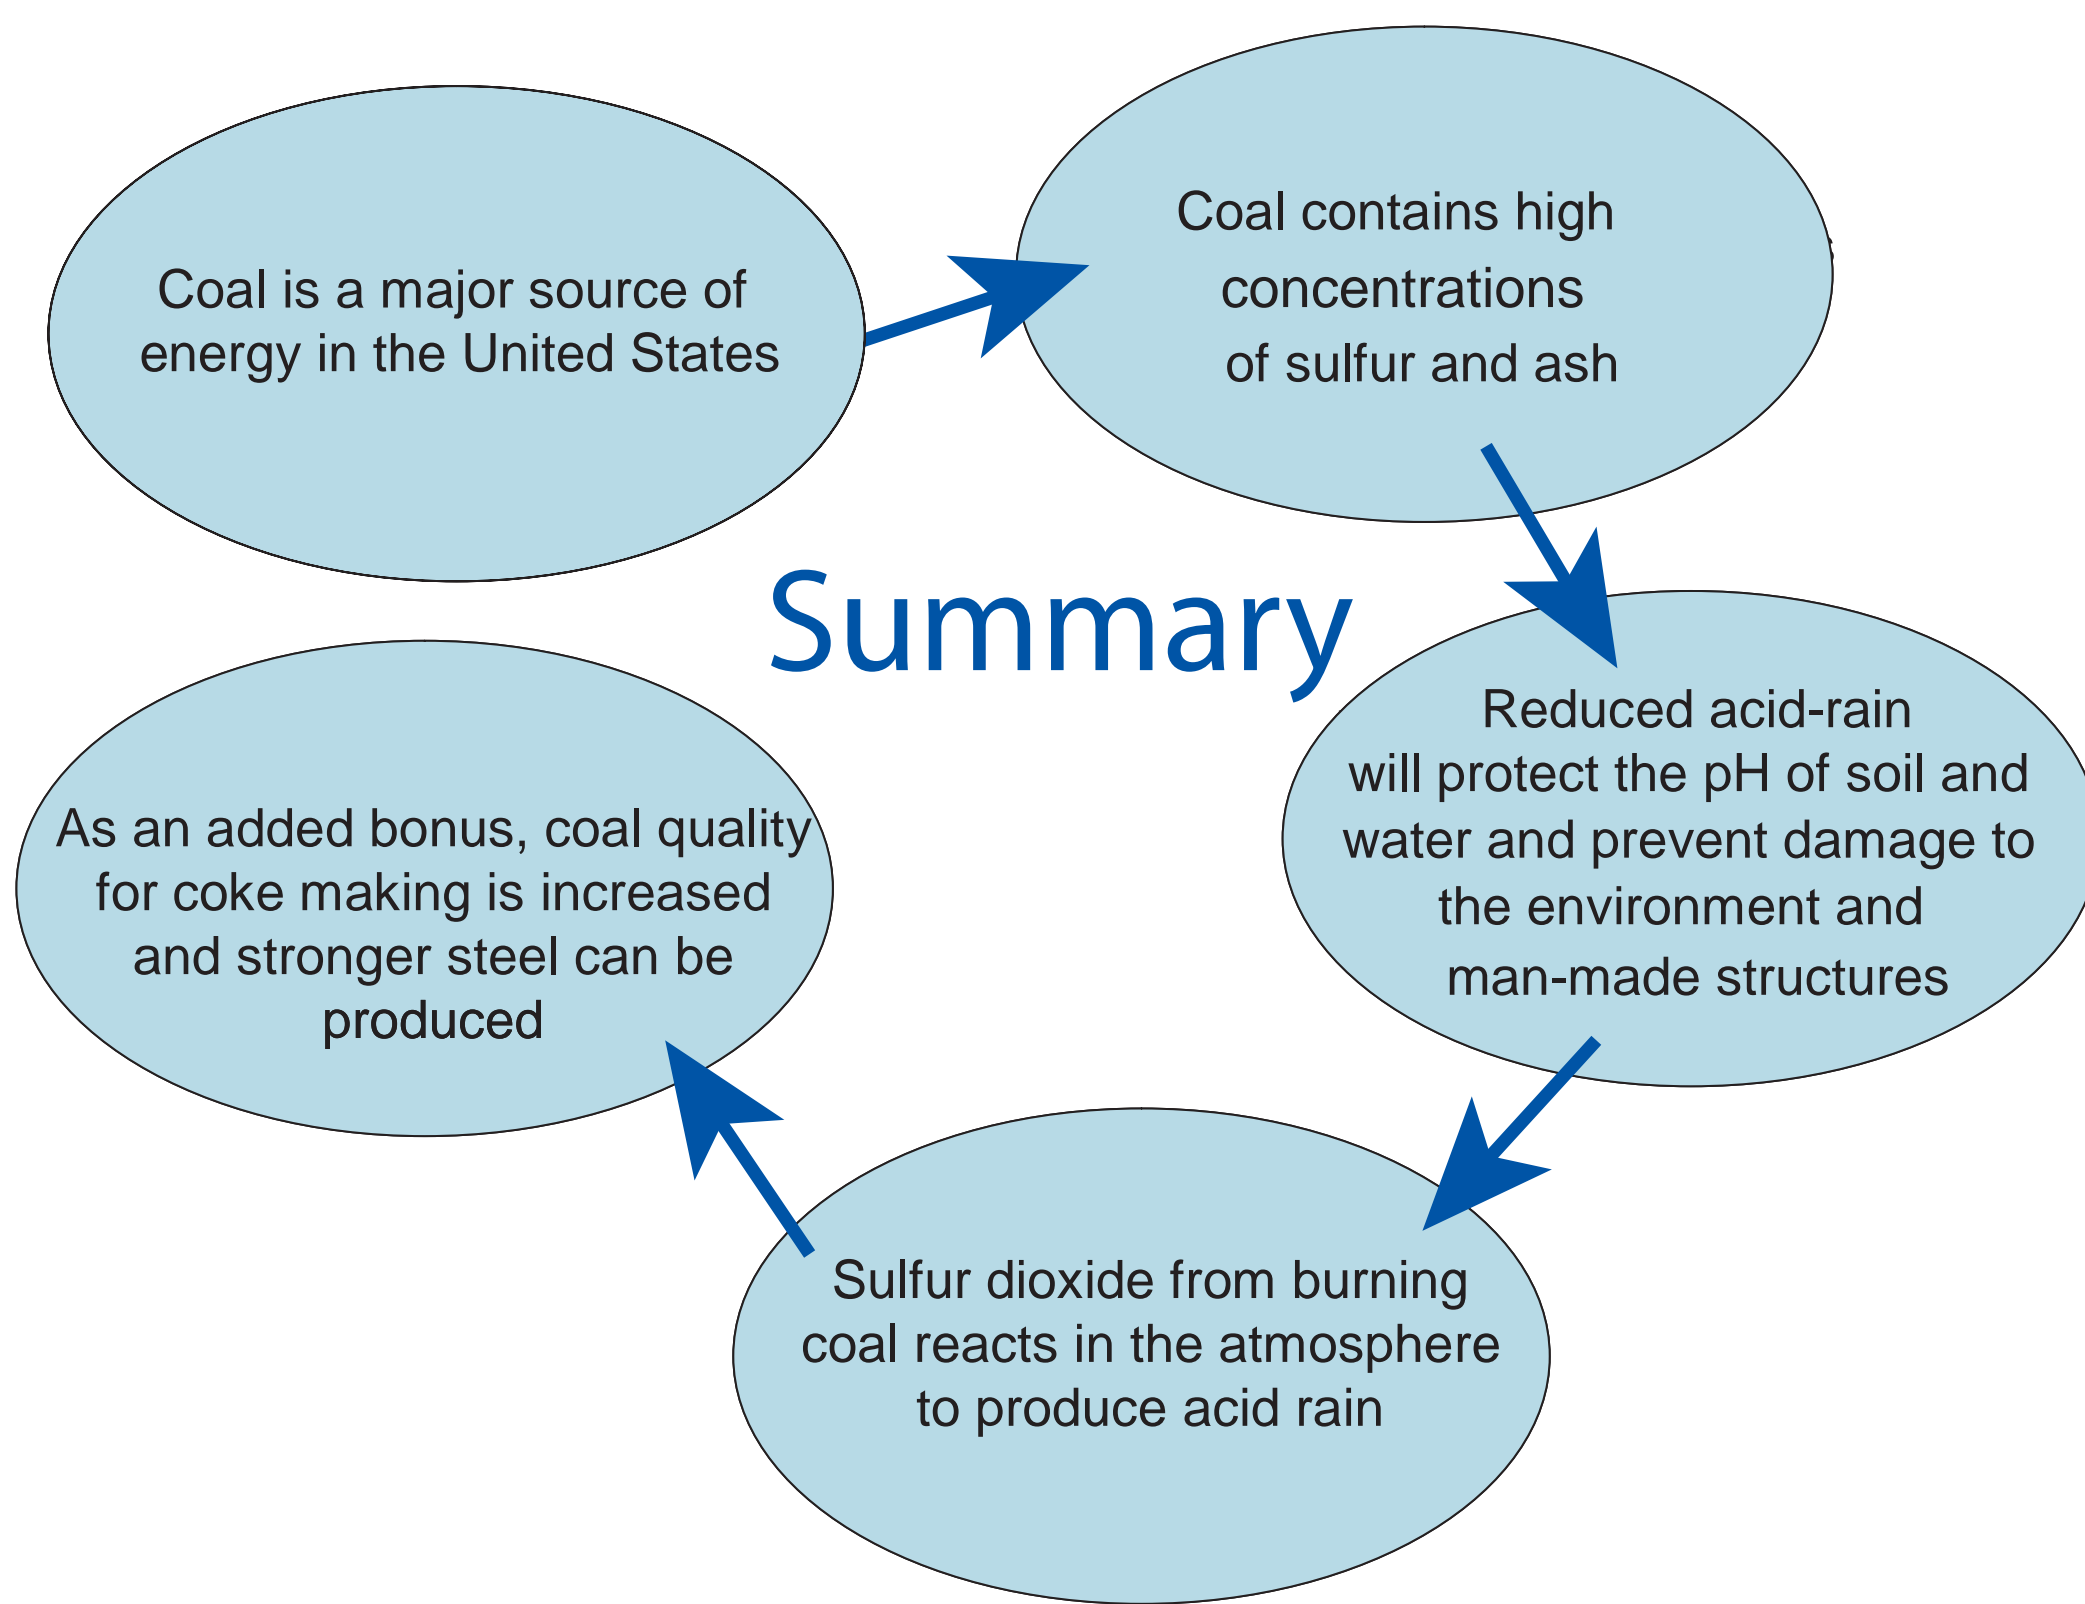 Coal is a major source of
energy in the United States
Coal contains high
concentrations
of sulfur and ash
Summary
Reduced acid-rain
will protect the pH of soil and
water and prevent damage to
the environment and
man-made structures
Sulfur dioxide from burning
coal reacts in the atmosphere
to produce acid rain
As an added bonus, coal quality
for coke making is increased
and stronger steel can be
produced